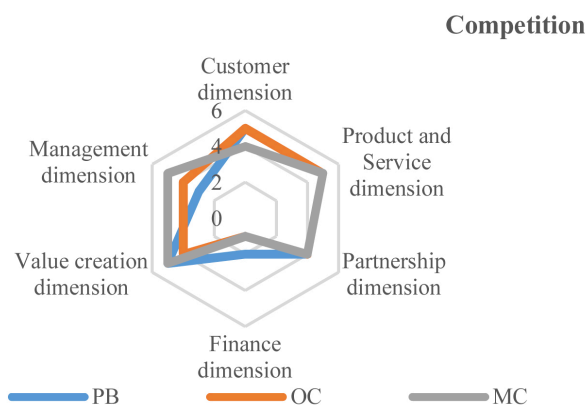 Competition
Customer
dimension
6
4
2
0
Product and
Service
dimension
Management
dimension
Value creation
dimension
Partnership
dimension
Finance
dimension
PB
OC
MC